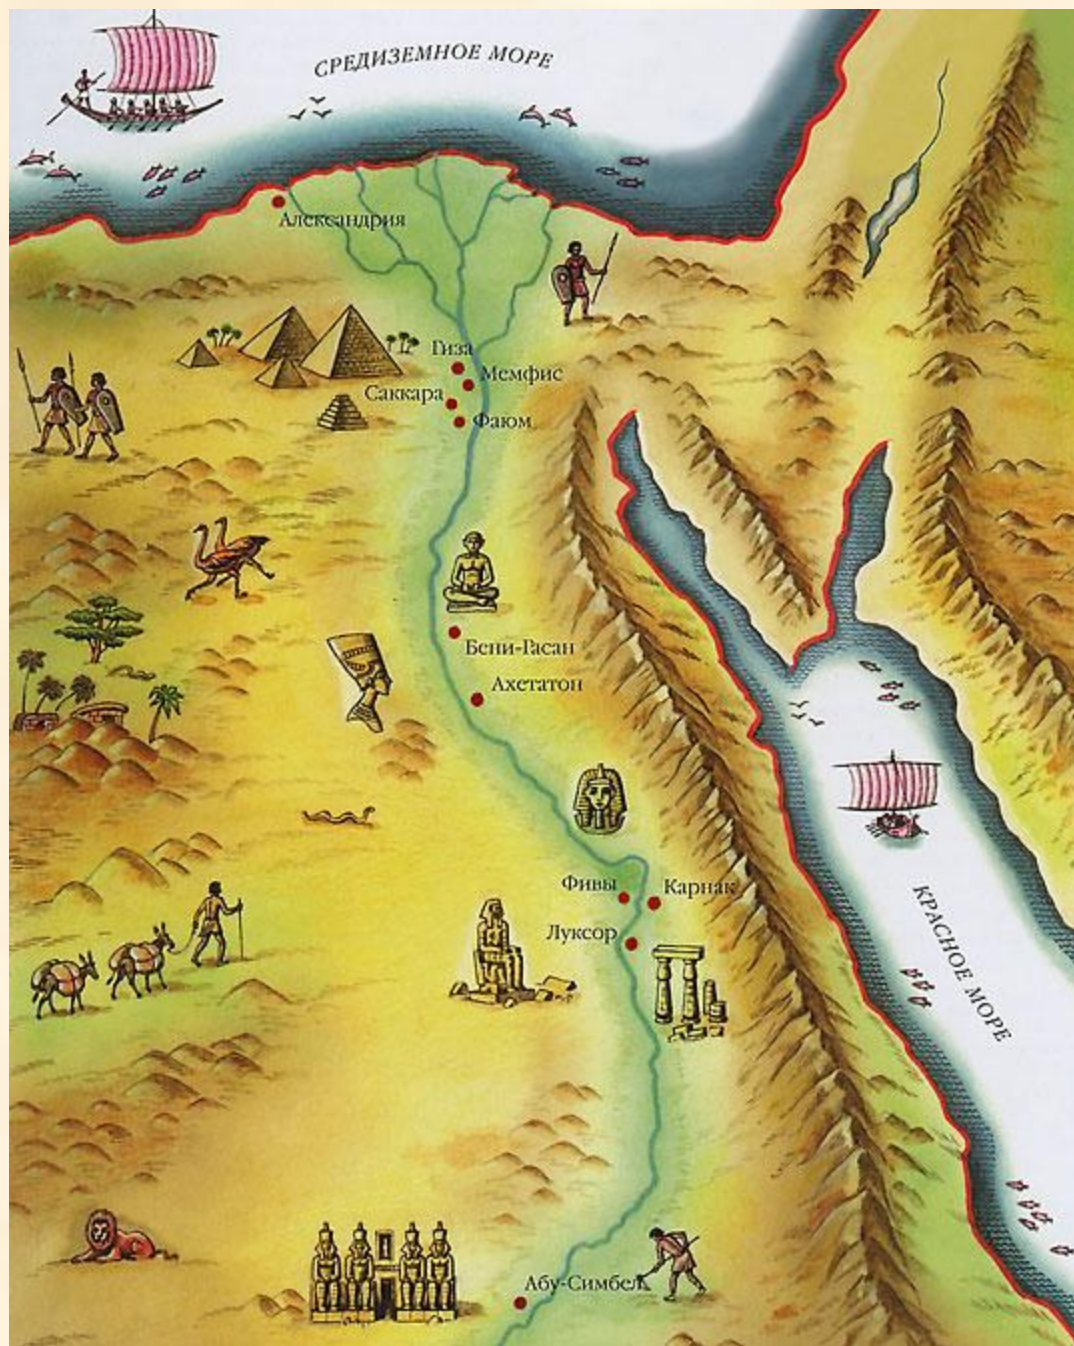 СРЕДИЗЕМНОЕ МОРЕ
Александрия
Гиза
Мемфис
Саккара
Фаюм
Бени-Гасан
Ахетатон
Фивы
Карнак
Луксор
КРАСНОЕ МОРЕ
Абу-Симбел